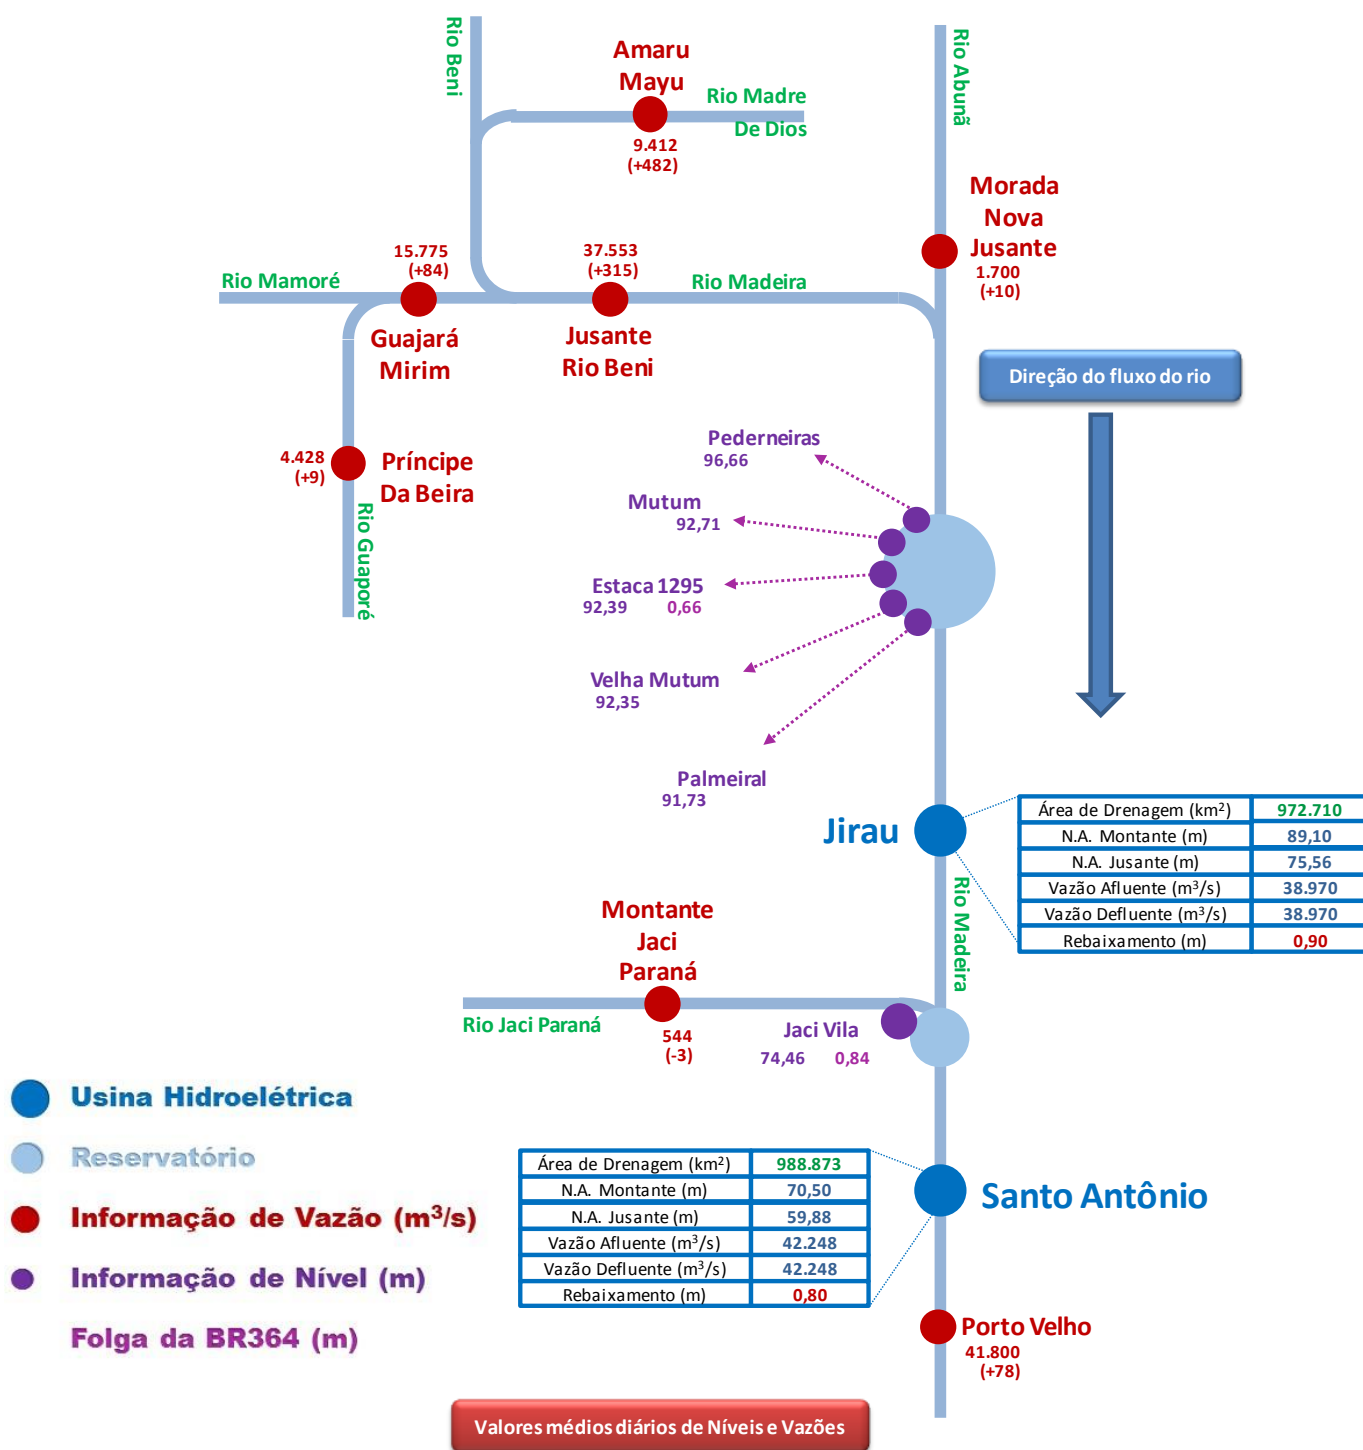 Rio Beni
Amaru
Mayu
Rio Madre
De Dios
9.412
(+482)
Rio Abunã
Morada
Nova
Jusante
1.700
(+10)
15.775
(+84)
37.553
(+315)
Rio Mamoré
Rio Madeira
Guajará
Mirim
Jusante
Rio Beni
Direção do fluxo do rio
4.428
(+9)
Príncipe
Da Beira
Rio Guaporé
Pederneiras
96,66
Mutum
92,71
Estaca 1295
92,39 0,66
Velha Mutum
92,35
Palmeiral
91,73
Jirau
Área de Drenagem (km²) 972.710
N.A. Montante (m) 89,10
N.A. Jusante (m) 75,56
Vazão Afluente (m³/s) 38.970
Vazão Defluente (m³/s) 38.970
Rebaixamento (m) 0,90
Rio Madeira
Montante
Jaci
Paraná
Rio Jaci Paraná
544
(-3)
Jaci Vila
74,46 0,84
Usina Hidroelétrica
Reservatório
Informação de Vazão (m³/s)
Informação de Nível (m)
Folga da BR364 (m)
Área de Drenagem (km²) 988.873
N.A. Montante (m) 70,50
N.A. Jusante (m) 59,88
Vazão Afluente (m³/s) 42.248
Vazão Defluente (m³/s) 42.248
Rebaixamento (m) 0,80
Santo Antônio
Porto Velho
41.800
(+78)
Valores médios diários de Níveis e Vazões